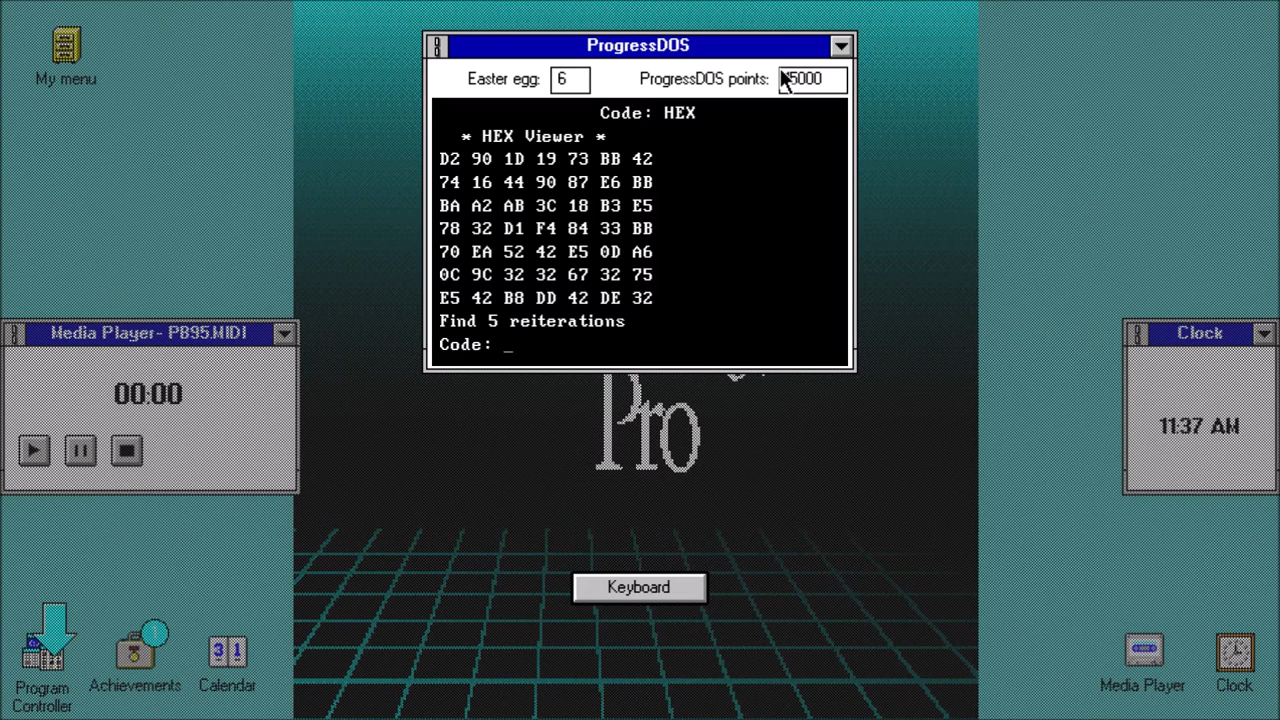 My menu
ProgressDOS
Easter egg: 6 ProgressDOS points: 5000
Code: HEX
* HEX Viewer *
D2 90 1D 19 73 BB 42
74 16 44 90 87 E6 BB
BA A2 AB 3C 18 B3 E5
78 32 D1 F4 84 33 BB
70 EA 52 42 E5 0D A6
0C 9C 32 32 67 32 75
E5 42 B8 DD 42 DE 32
Find 5 reiterations
Code: _
Media Player- PB95.MIDI
00:00
Clock
11:37 AM
Pro
Keyboard
Program Controller
Achievements
Calendar
31
Media Player
Clock